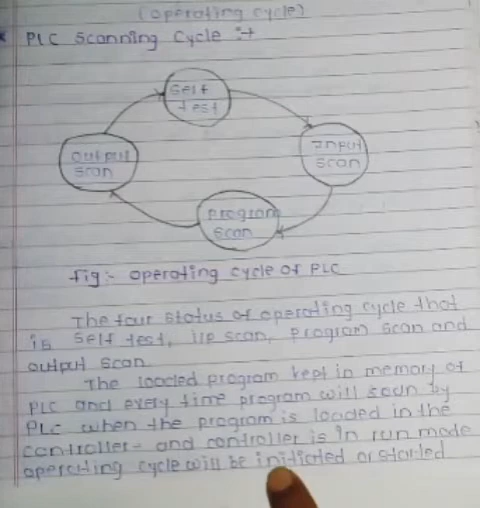 (operating cycle)
* PLC Scanning Cycle :→
Self
test
Input
scan
output
scan
program
scan
fig:- operating cycle of PLC
The four status of operating cycle that
is self test, i/p scan, program scan and
output scan
The loaded program kept in memory of
PLC and every time program will scan by
PLC when the program is loaded in the
controller- and controller is in run mode
operating cycle will be initiated or started